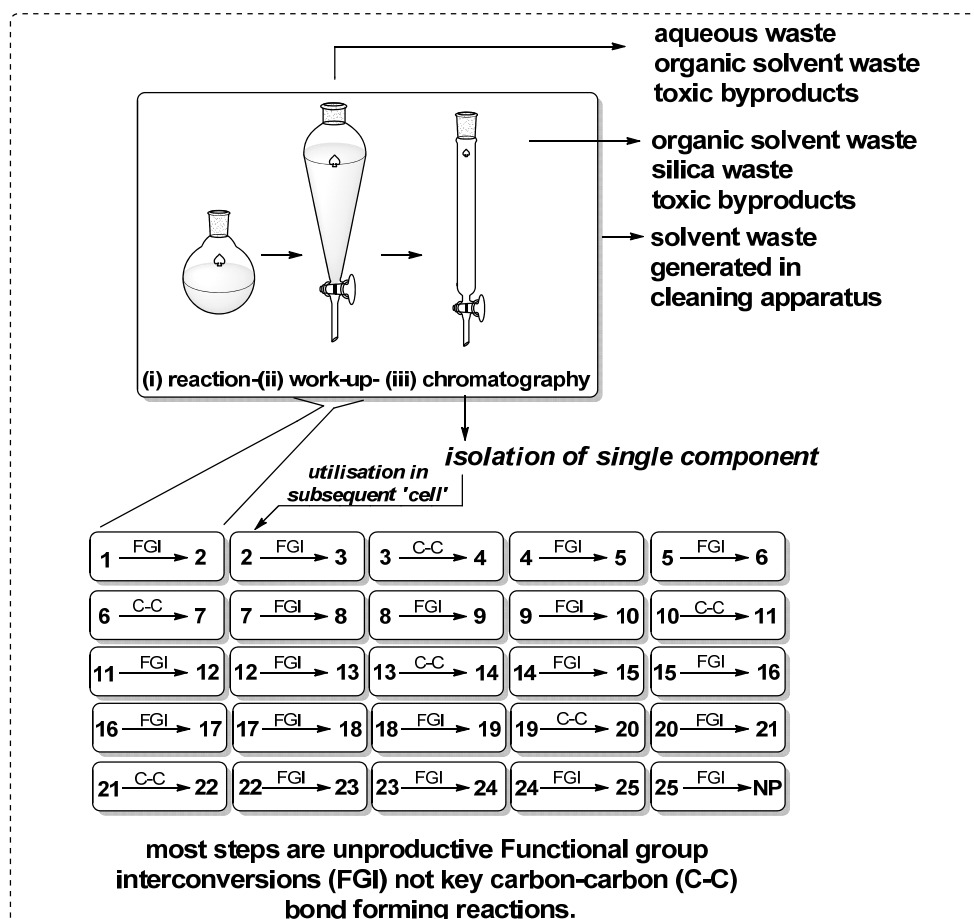 aqueous waste
organic solvent waste
toxic byproducts
organic solvent waste
silica waste
toxic byproducts
solvent waste
generated in
cleaning apparatus
(i) reaction-(ii) work-up- (iii) chromatography
isolation of single component
utilisation in
subsequent 'cell'
1 FGI 2 2 FGI 3 3 C-C 4 4 FGI 5 5 FGI 6
6 C-C 7 7 FGI 8 8 FGI 9 9 FGI 10 10 C-C 11
11 FGI 12 12 FGI 13 13 C-C 14 14 FGI 15 15 FGI 16
16 FGI 17 17 FGI 18 18 FGI 19 19 C-C 20 20 FGI 21
21 C-C 22 22 FGI 23 23 FGI 24 24 FGI 25 25 FGI NP
most steps are unproductive Functional group
interconversions (FGI) not key carbon-carbon (C-C)
bond forming reactions.